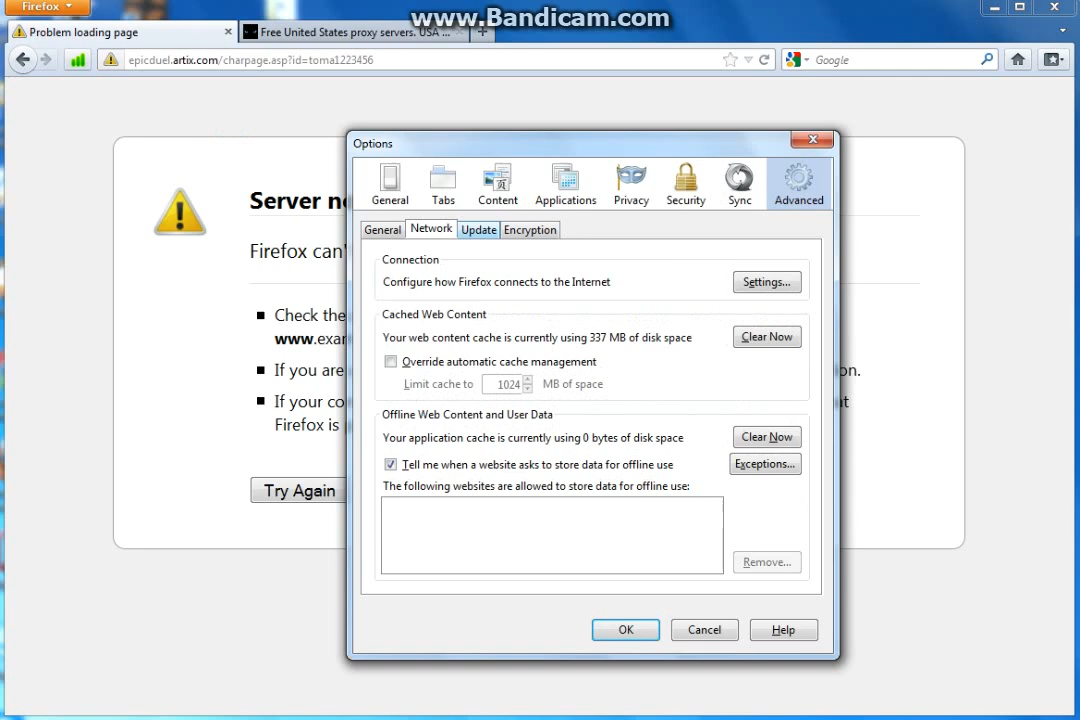 www.Bandicam.com
Firefox
Problem loading page
Free United States proxy servers. USA ...
epicduel.artix.com/charpage.asp?id=toma1223456
Google
Options
General
Tabs
Content
Applications
Privacy
Security
Sync
Advanced
General
Network
Update
Encryption
Server n
Firefox can'
Check the
www.exa
If you are
on.
If your co
at
Firefox is
Try Again
Connection
Configure how Firefox connects to the Internet
Settings...
Cached Web Content
Your web content cache is currently using 337 MB of disk space
Clear Now
Override automatic cache management
Limit cache to
1024
MB of space
Offline Web Content and User Data
Your application cache is currently using 0 bytes of disk space
Clear Now
Tell me when a website asks to store data for offline use
Exceptions...
The following websites are allowed to store data for offline use:
Remove...
OK
Cancel
Help